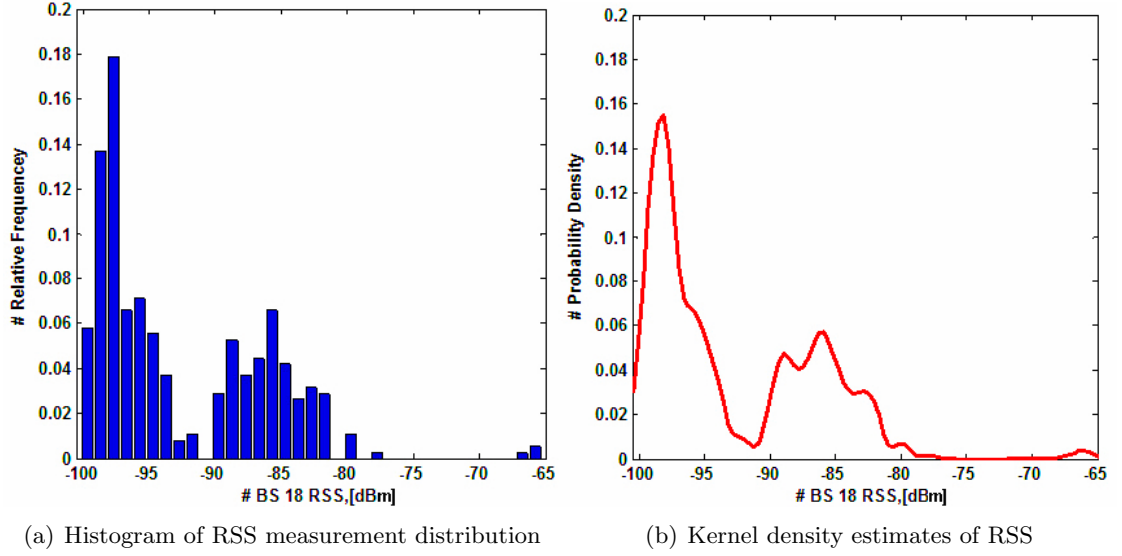 0.2
0.18
0.16
0.14
0.12
0.1
0.08
0.06
0.04
0.02
0
# Relative Frequencey
-100 -95 -90 -85 -80 -75 -70 -65
# BS 18 RSS,[dBm]
(a) Histogram of RSS measurement distribution
0.2
0.18
0.16
0.14
0.12
0.1
0.08
0.06
0.04
0.02
0
# Probability Density
-100 -95 -90 -85 -80 -75 -70 -65
# BS 18 RSS,[dBm]
(b) Kernel density estimates of RSS